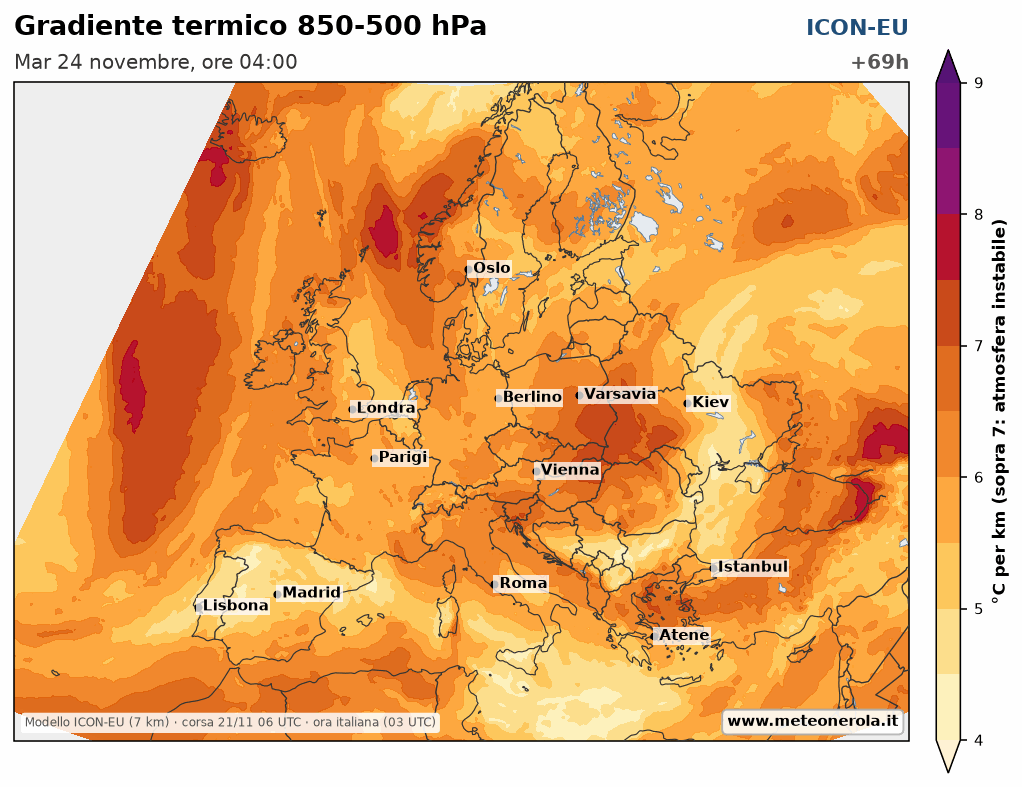 Gradiente termico 850-500 hPa
ICON-EU
Mar 24 novembre, ore 04:00
+69h
9
8
7
6
5
4
°C per km (sopra 7: atmosfera instabile)
Oslo
Berlino
Varsavia
Kiev
Londra
Parigi
Vienna
Istanbul
Roma
Madrid
Lisbona
Atene
Modello ICON-EU (7 km) · corsa 21/11 06 UTC · ora italiana (03 UTC)
www.meteonerola.it